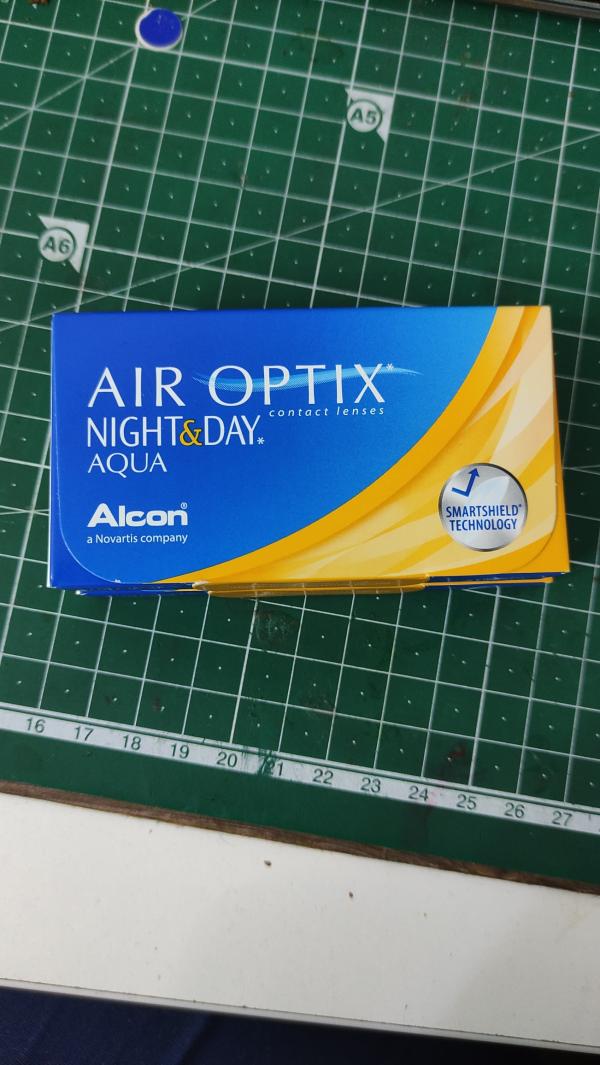 A5
A6
AIR OPTIX*
contact lenses
NIGHT&DAY*
AQUA
Alcon®
a Novartis company
SMARTSHIELD®
TECHNOLOGY
16 17 18 19 20 21 22 23 24 25 26 27